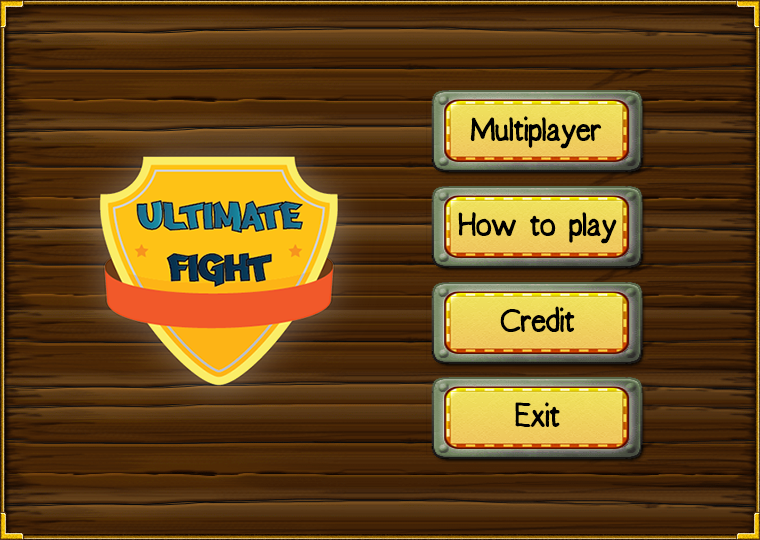 ULTIMATE
FIGHT
Multiplayer
How to play
Credit
Exit